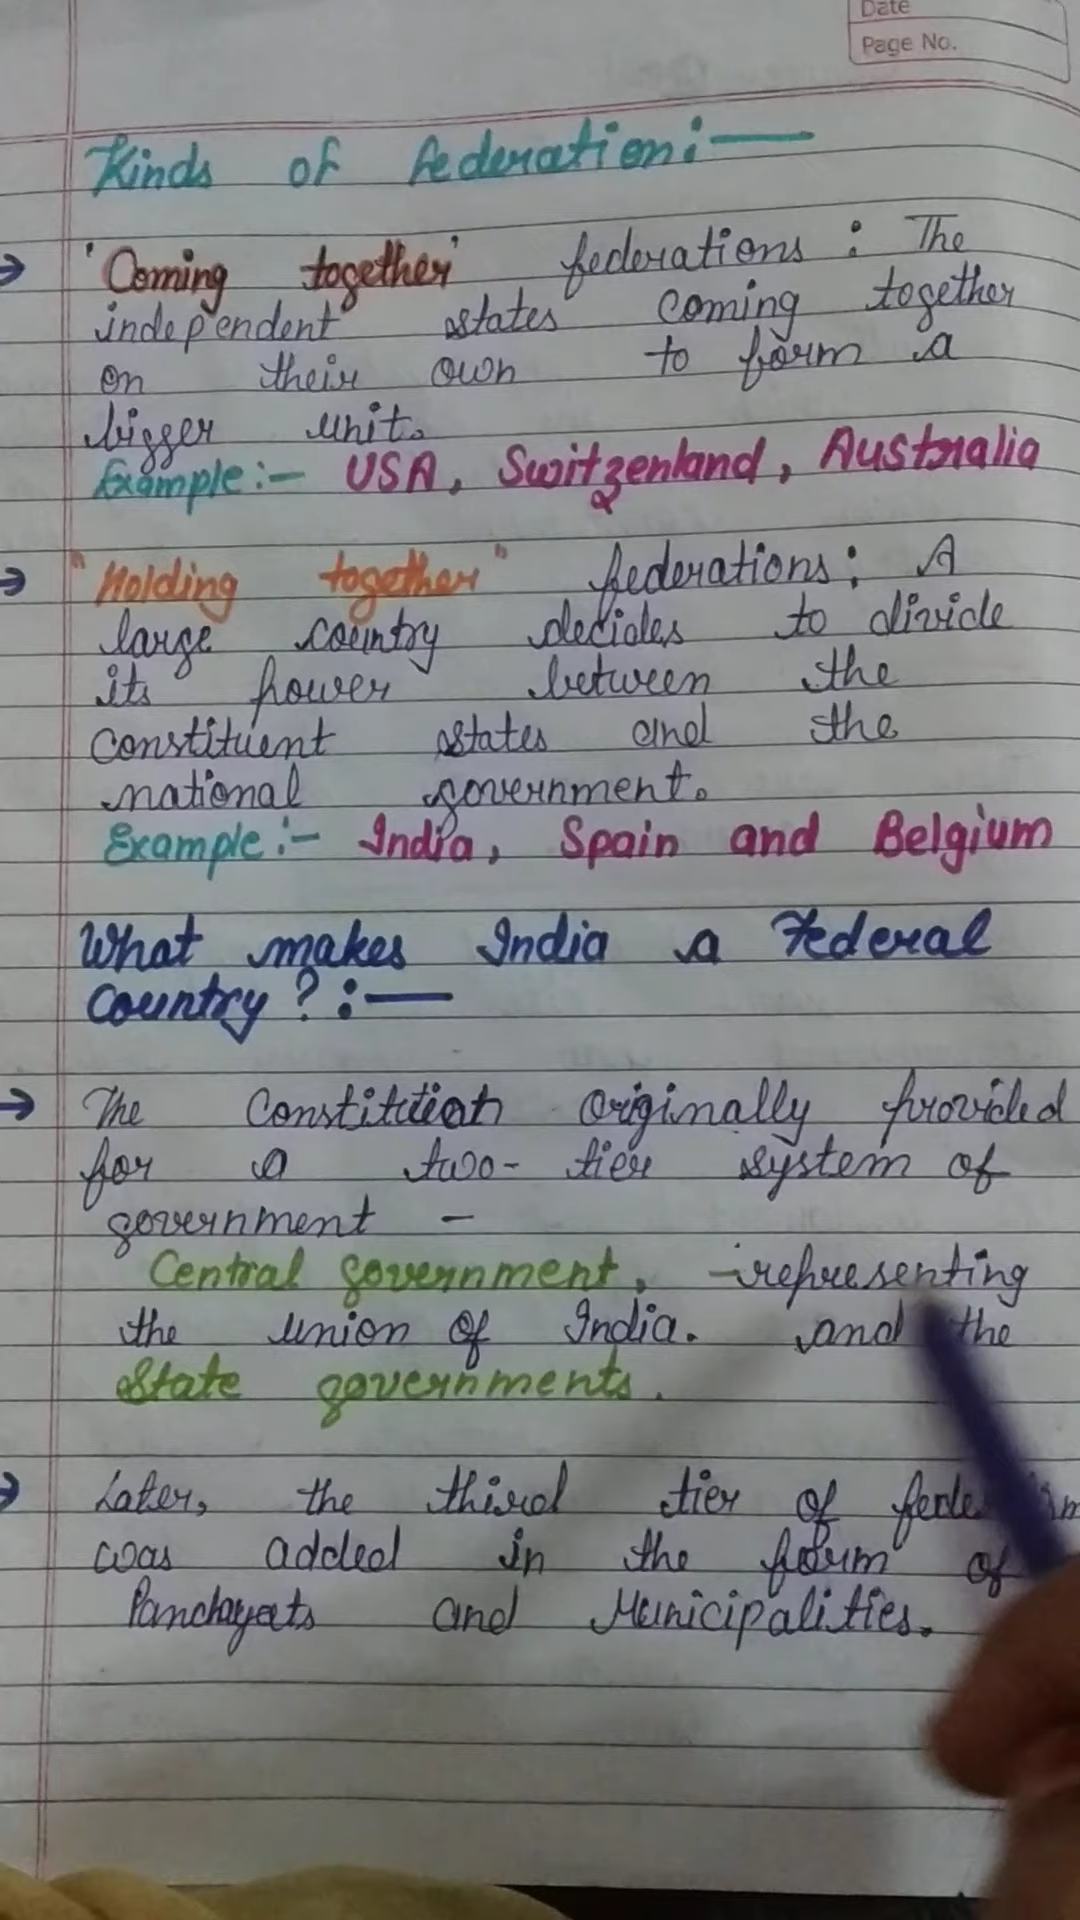 Date
Page No.
Kinds of federation:—
→ 'Coming together' federations : The
independent states coming together
on their own to form a
bigger unit.
Example :- USA, Switzerland, Australia
→ "Holding together" federations : A
large country decides to divide
its power between the
constituent states and the
national government.
Example :- India, Spain and Belgium
What makes India a Federal
Country? :—
→ The Constitution originally provided
for a two-tier system of
government -
Central government, -representing
the union of India. and the
State governments.
→ Later, the third tier of
was added in the form of
Panchayats and Municipalities.